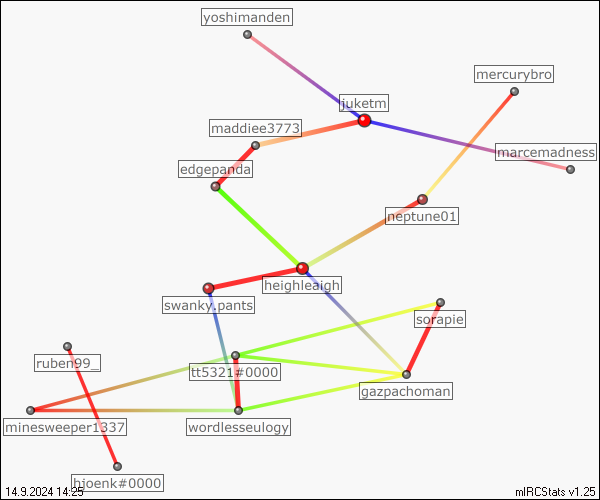 yoshimanden
mercurybro
juketm
maddiee3773
marcemadness
edgepanda
neptune01
heighleaigh
swanky.pants
sorapie
ruben99_
tt5321#0000
gazpachoman
minesweeper1337
wordlesseulogy
hjoenk#0000
14.9.2024 14:25
mIRCStats v1.25